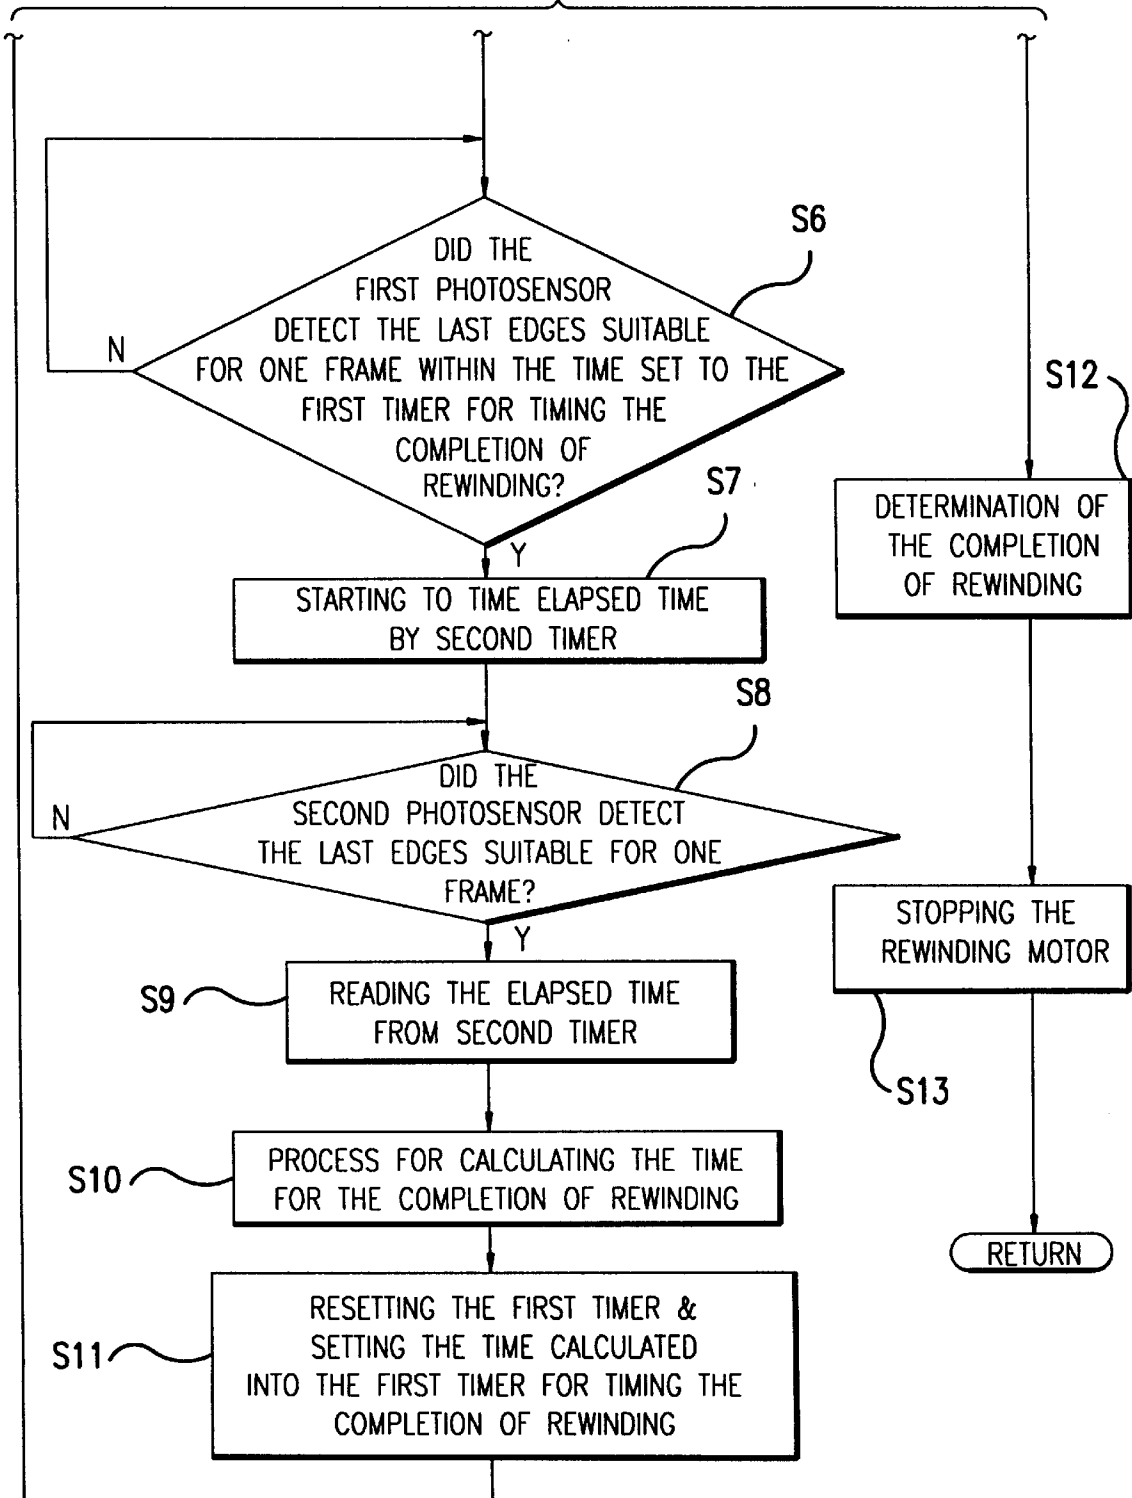 S6
DID THE
FIRST PHOTOSENSOR
DETECT THE LAST EDGES SUITABLE
FOR ONE FRAME WITHIN THE TIME SET TO THE
FIRST TIMER FOR TIMING THE
COMPLETION OF
REWINDING?
N
Y
S7
STARTING TO TIME ELAPSED TIME
BY SECOND TIMER
S8
DID THE
SECOND PHOTOSENSOR DETECT
THE LAST EDGES SUITABLE FOR ONE
FRAME?
N
Y
S9
READING THE ELAPSED TIME
FROM SECOND TIMER
S10
PROCESS FOR CALCULATING THE TIME
FOR THE COMPLETION OF REWINDING
S11
RESETTING THE FIRST TIMER &
SETTING THE TIME CALCULATED
INTO THE FIRST TIMER FOR TIMING THE
COMPLETION OF REWINDING
S12
DETERMINATION OF
THE COMPLETION
OF REWINDING
STOPPING THE
REWINDING MOTOR
S13
RETURN